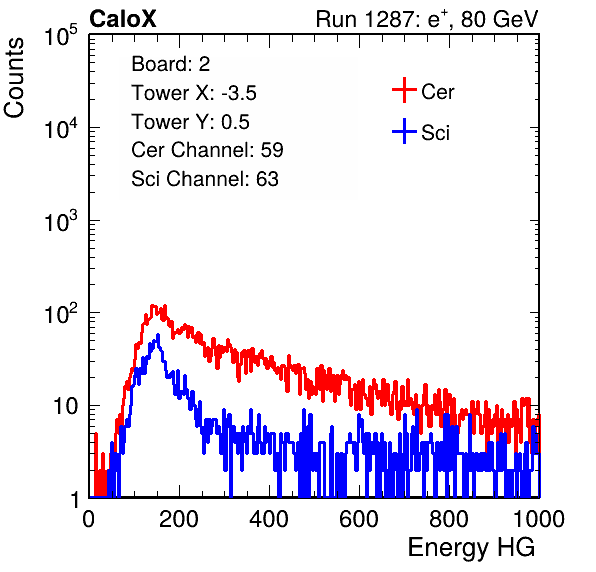 CaloX Run 1287: e⁺, 80 GeV
Counts
10⁵
10⁴
10³
10²
10
1
Board: 2
Tower X: -3.5
Tower Y: 0.5
Cer Channel: 59
Sci Channel: 63
Cer
Sci
0 200 400 600 800 1000
Energy HG